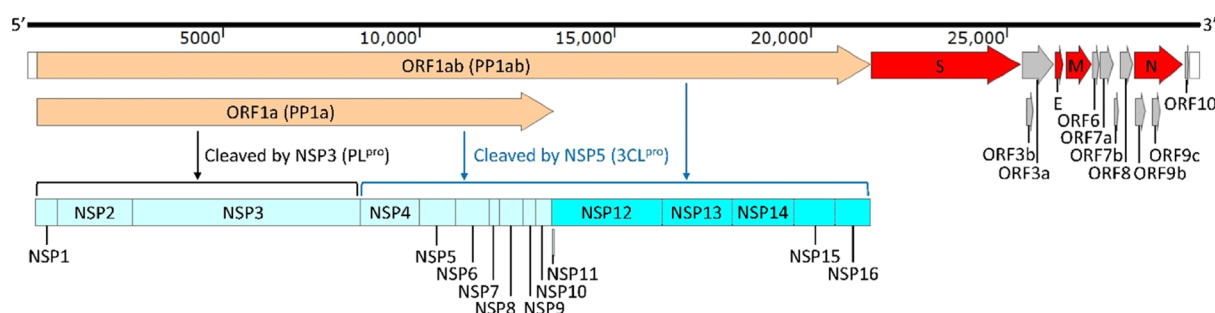 5′ 3′
5000 10,000 15,000 20,000 25,000
ORF1ab (PP1ab) S M N
E ORF6 ORF10
ORF1a (PP1a)
ORF7a
ORF3b ORF7b ORF9c
Cleaved by NSP3 (PLpro) Cleaved by NSP5 (3CLpro)
ORF3a ORF8 ORF9b
NSP2 NSP3 NSP4 NSP12 NSP13 NSP14
NSP1 NSP5 NSP11 NSP15
NSP6 NSP16
NSP7 NSP10
NSP8 NSP9